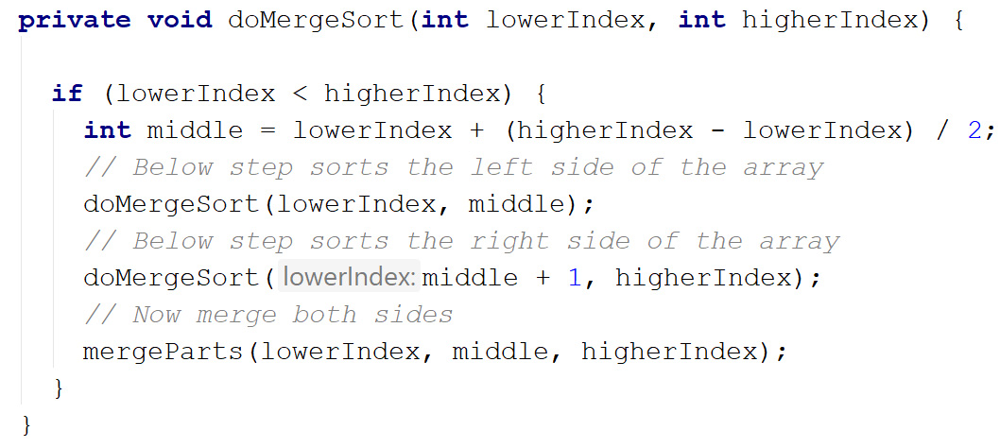 private void doMergeSort(int lowerIndex, int higherIndex) {
if (lowerIndex < higherIndex) {
int middle = lowerIndex + (higherIndex - lowerIndex) / 2;
// Below step sorts the left side of the array
doMergeSort(lowerIndex, middle);
// Below step sorts the right side of the array
doMergeSort( lowerIndex: middle + 1, higherIndex);
// Now merge both sides
mergeParts(lowerIndex, middle, higherIndex);
}
}